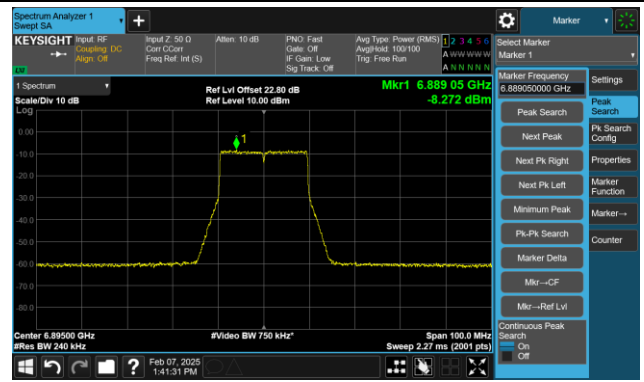 Spectrum Analyzer 1
Swept SA
Marker
KEYSIGHT
Input: RF
Coupling: DC
Align: Off
Input Z: 50 Ω
Corr CCorr
Freq Ref: Int (S)
Atten: 10 dB
PNO: Fast
Gate: Off
IF Gain: Low
Sig Track: Off
Avg Type: Power (RMS)
Avg|Hold: 100/100
Trig: Free Run
1 2 3 4 5 6
A W W W W W
A N N N N N
Select Marker
Marker 1
1 Spectrum
Scale/Div 10 dB
Log
Ref Lvl Offset 22.80 dB
Ref Level 10.00 dBm
Mkr1 6.889 05 GHz
-8.272 dBm
1
0.00
-10.0
-20.0
-30.0
-40.0
-50.0
-60.0
-70.0
-80.0
Center 6.89500 GHz
#Res BW 240 kHz
#Video BW 750 kHz*
Span 100.0 MHz
Sweep 2.27 ms (2001 pts)
Marker Frequency
6.889050000 GHz
Peak Search
Next Peak
Next Pk Right
Next Pk Left
Minimum Peak
Pk-Pk Search
Marker Delta
Mkr→CF
Mkr→Ref Lvl
Continuous Peak
Search
On
Off
Settings
Peak
Search
Pk Search
Config
Properties
Marker
Function
Marker→
Counter
?
Feb 07, 2025
1:41:31 PM